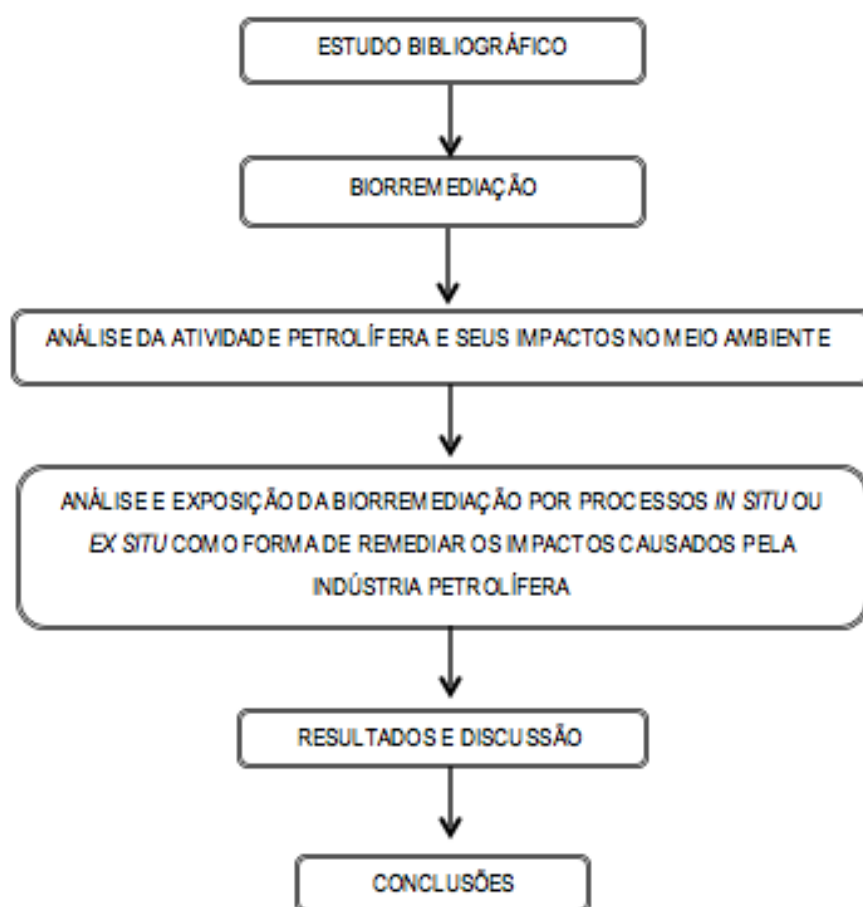 ESTUDO BIBLIOGRÁFICO
BIORREMEDIAÇÃO
ANÁLISE DA ATIVIDADE PETROLÍFERA E SEUS IMPACTOS NO MEIO AMBIENTE
ANÁLISE E EXPOSIÇÃO DA BIORREMEDIAÇÃO POR PROCESSOS IN SITU OU
EX SITU COMO FORMA DE REMEDIAR OS IMPACTOS CAUSADOS PELA
INDÚSTRIA PETROLÍFERA
RESULTADOS E DISCUSSÃO
CONCLUSÕES